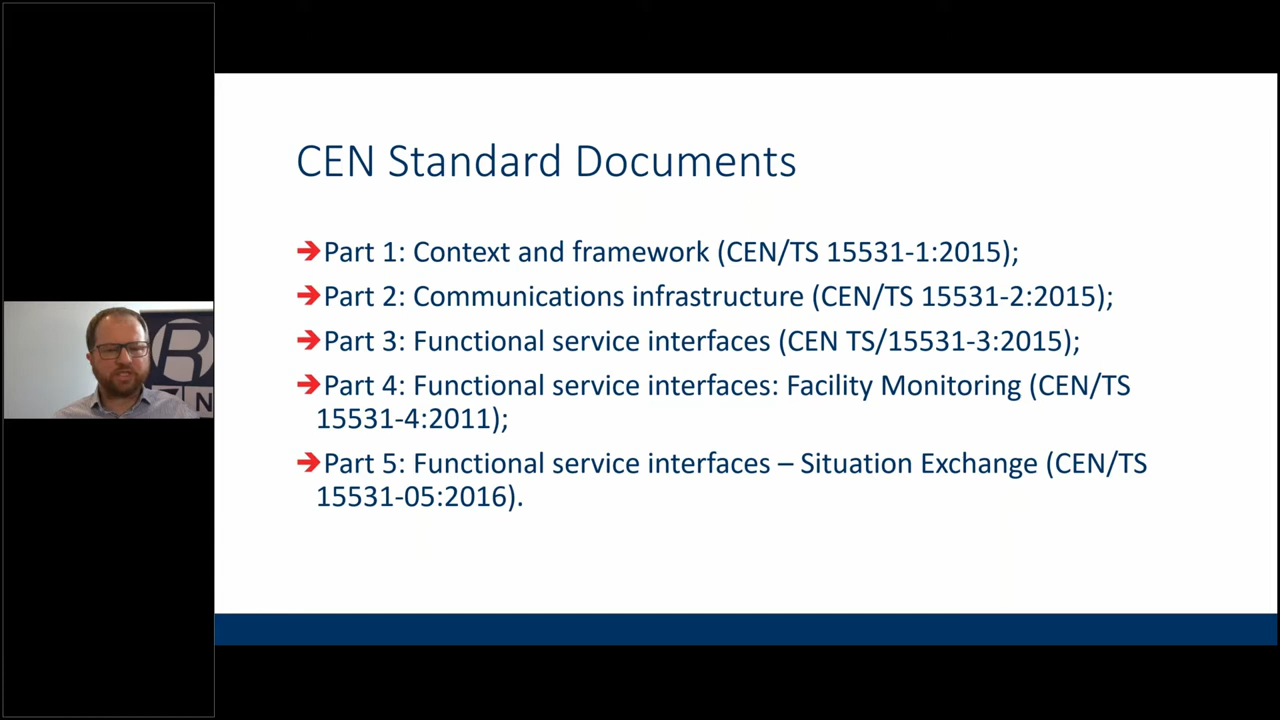 CEN Standard Documents
➔Part 1: Context and framework (CEN/TS 15531-1:2015);
➔Part 2: Communications infrastructure (CEN/TS 15531-2:2015);
➔Part 3: Functional service interfaces (CEN TS/15531-3:2015);
➔Part 4: Functional service interfaces: Facility Monitoring (CEN/TS
15531-4:2011);
➔Part 5: Functional service interfaces – Situation Exchange (CEN/TS
15531-05:2016).
R
N